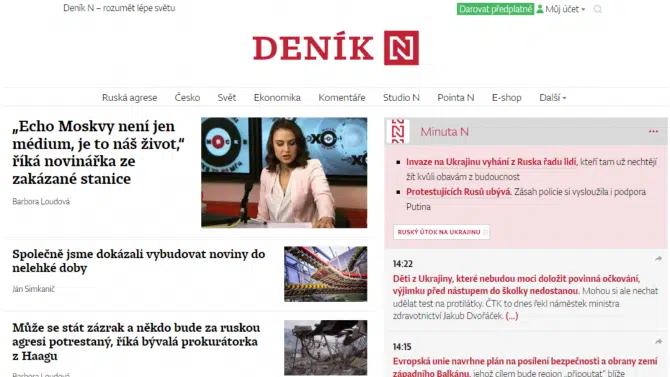 Deník N – rozumět lépe světu
Darovat předplatné
Můj účet
DENÍK N
Ruská agrese Česko Svět Ekonomika Komentáře Studio N Pointa N E-shop Další
„Echo Moskvy není jen
médium, je to náš život,“
říká novinářka ze
zakázané stanice
Barbora Loudová
Společně jsme dokázali vybudovat noviny do
nelehké doby
Ján Simkanič
Může se stát zázrak a někdo bude za ruskou
agresi potrestaný, říká bývalá prokurátorka
z Haagu
Barbora Loudová
Minuta N
Invaze na Ukrajinu vyhání z Ruska řadu lidí, kteří tam už nechtějí
žít kvůli obavám z budoucnosti
Protestujících Rusů ubývá. Zásah policie si vysloužila i podpora
Putina
RUSKÝ ÚTOK NA UKRAJINU
14:22
Děti z Ukrajiny, které nebudou moci doložit povinná očkování,
výjimku před nástupem do školky nedostanou. Mohou si ale nechat
udělat test na protilátky. ČTK to dnes řekl náměstek ministra
zdravotnictví Jakub Dvořáček. (...)
14:15
Evropská unie navrhne plán na posílení bezpečnosti a obrany zemí
západního Balkánu, jehož cílem bude region „připoutat“ blíže